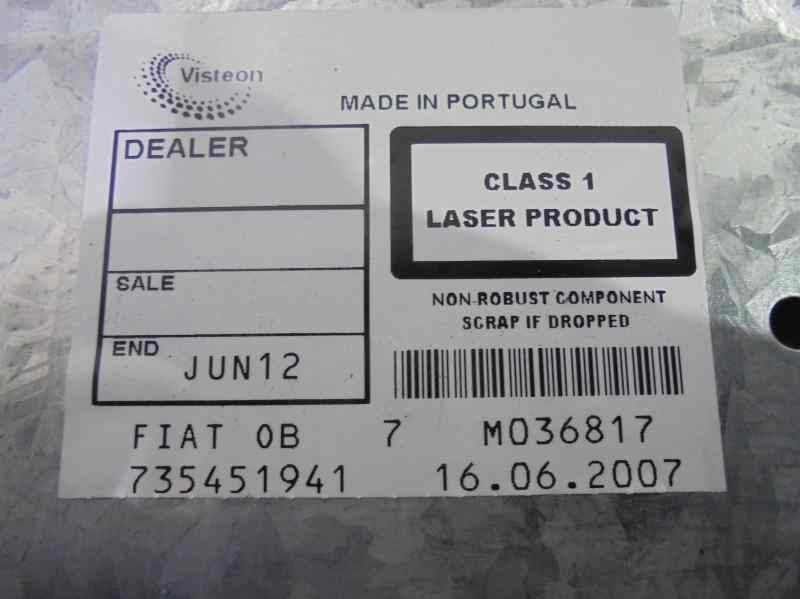 Visteon
MADE IN PORTUGAL
DEALER
CLASS 1
LASER PRODUCT
SALE
NON-ROBUST COMPONENT
SCRAP IF DROPPED
END JUN12
FIAT OB 7 M036817
735451941 16.06.2007